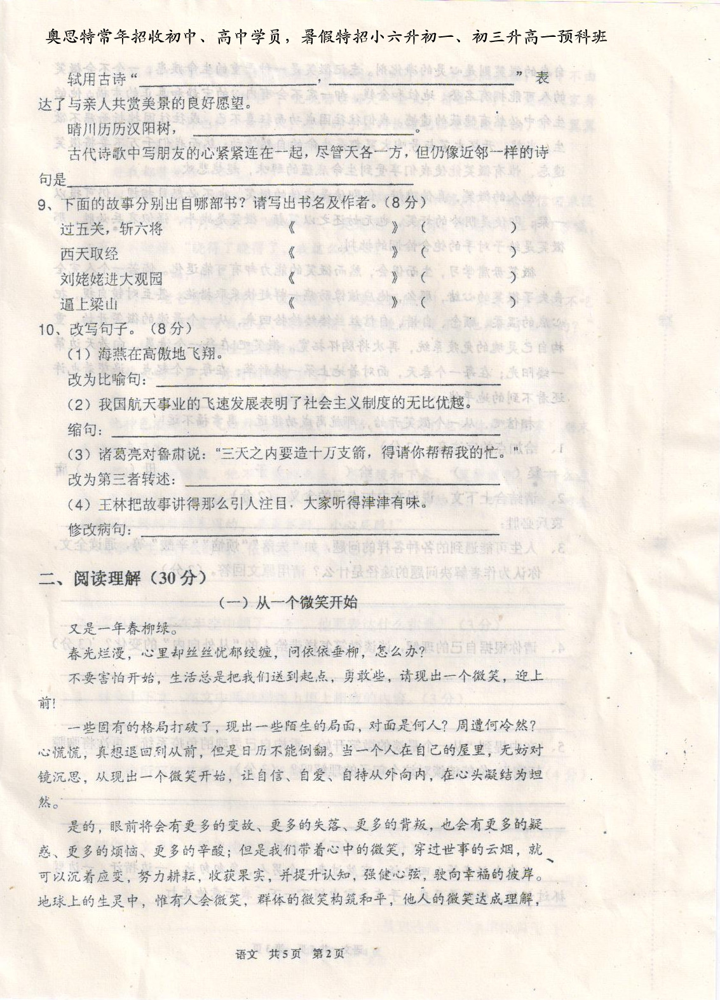 奥思特常年招收初中、高中学员，暑假特招小六升初一、初三升高一预科班
轼用古诗“____________，____________” 表
达了与亲人共赏美景的良好愿望。
晴川历历汉阳树，____________。
古代诗歌中写朋友的心紧紧连在一起，尽管天各一方，但仍像近邻一样的诗
句是____________
9、下面的故事分别出自哪部书？请写出书名及作者。（8分）
过五关，斩六将 《 》（ ）
西天取经 《 》（ ）
刘姥姥进大观园 《 》（ ）
逼上梁山 《 》（ ）
10、改写句子。（8分）
（1）海燕在高傲地飞翔。
改为比喻句：____________
（2）我国航天事业的飞速发展表明了社会主义制度的无比优越。
缩句：____________
（3）诸葛亮对鲁肃说：“三天之内要造十万支箭，得请你帮帮我的忙。"
改为第三者转述：____________
（4）王林把故事讲得那么引人注目，大家听得津津有味。
修改病句：____________
二、阅读理解（30分）
（一）从一个微笑开始
又是一年春柳绿。
春光烂漫，心里却丝丝忧郁绞缠，问依依垂柳，怎么办？
不要害怕开始，生活总是把我们送到起点，勇敢些，请现出一个微笑，迎上
前！
一些固有的格局打破了，现出一些陌生的局面，对面是何人？周遭何冷然？
心慌慌，真想退回到从前，但是日历不能倒翻。当一个人在自己的屋里，无妨对
镜沉思，从现出一个微笑开始，让自信、自爱、自持从外向内，在心头凝结为坦
然。
是的，眼前将会有更多的变故、更多的失落、更多的背叛，也会有更多的疑
惑、更多的烦恼、更多的辛酸；但是我们带着心中的微笑，穿过世事的云烟，就
可以沉着应变，努力耕耘，收获果实，并提升认知，强健心弦，驶向幸福的彼岸。
地球上的生灵中，惟有人会微笑，群体的微笑构筑和平，他人的微笑达成理解，
语文 共5页 第2页